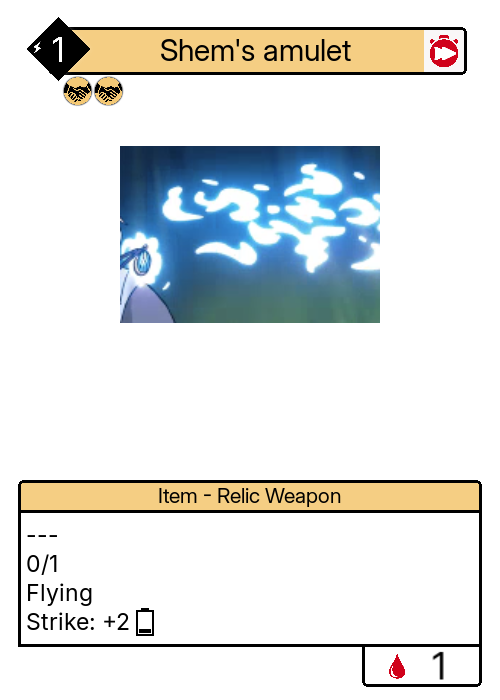 1
Shem's amulet
Item - Relic Weapon
---
0/1
Flying
Strike: +2
1